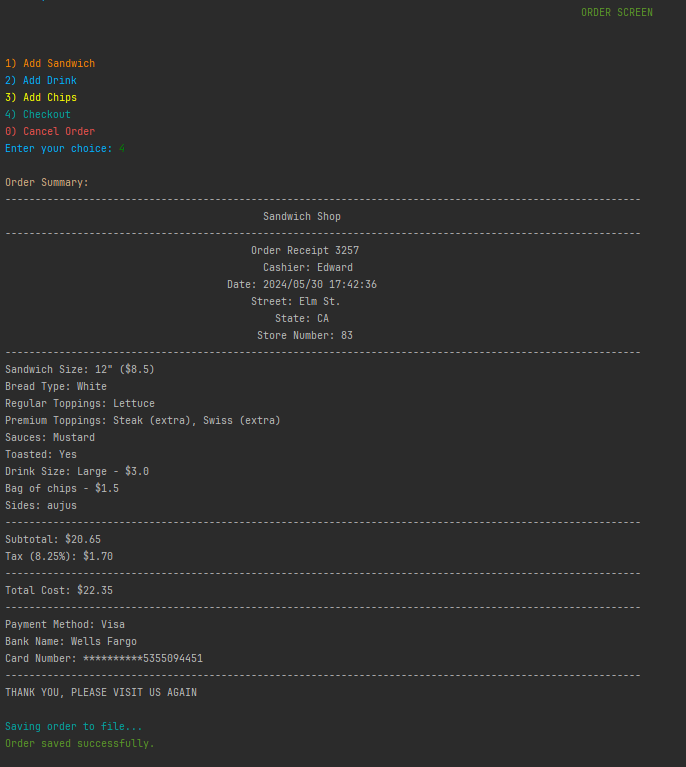 ORDER SCREEN
1) Add Sandwich
2) Add Drink
3) Add Chips
4) Checkout
0) Cancel Order
Enter your choice: 4
Order Summary:
----------------------------------------------------------------------------------------------------------
Sandwich Shop
----------------------------------------------------------------------------------------------------------
Order Receipt 3257
Cashier: Edward
Date: 2024/05/30 17:42:36
Street: Elm St.
State: CA
Store Number: 83
----------------------------------------------------------------------------------------------------------
Sandwich Size: 12" ($8.5)
Bread Type: White
Regular Toppings: Lettuce
Premium Toppings: Steak (extra), Swiss (extra)
Sauces: Mustard
Toasted: Yes
Drink Size: Large - $3.0
Bag of chips - $1.5
Sides: aujus
----------------------------------------------------------------------------------------------------------
Subtotal: $20.65
Tax (8.25%): $1.70
----------------------------------------------------------------------------------------------------------
Total Cost: $22.35
----------------------------------------------------------------------------------------------------------
Payment Method: Visa
Bank Name: Wells Fargo
Card Number: **********5355094451
----------------------------------------------------------------------------------------------------------
THANK YOU, PLEASE VISIT US AGAIN
Saving order to file...
Order saved successfully.